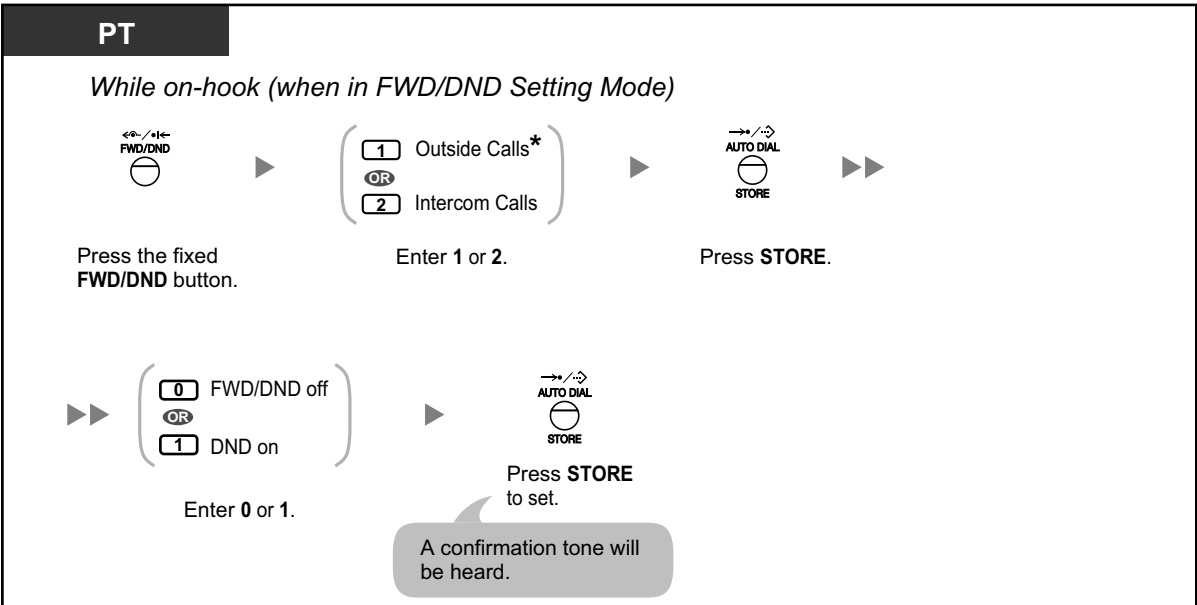 PT
While on-hook (when in FWD/DND Setting Mode)
FWD/DND
1 Outside Calls*
OR
2 Intercom Calls
AUTO DIAL
STORE
Press the fixed
FWD/DND button.
Enter 1 or 2.
Press STORE.
0 FWD/DND off
OR
1 DND on
AUTO DIAL
STORE
Enter 0 or 1.
Press STORE
to set.
A confirmation tone will
be heard.